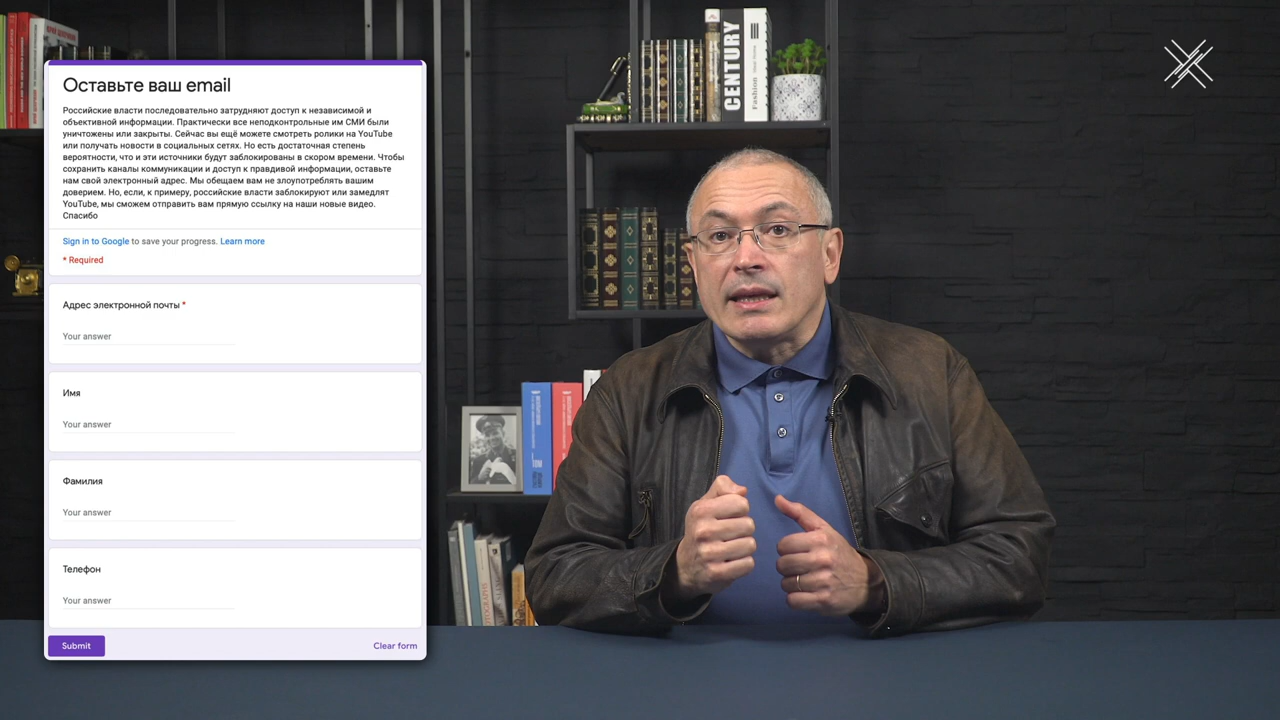 Оставьте ваш email
Российские власти последовательно затрудняют доступ к независимой и
объективной информации. Практически все неподконтрольные им СМИ были
уничтожены или закрыты. Сейчас вы ещё можете смотреть ролики на YouTube
или получать новости в социальных сетях. Но есть достаточная степень
вероятности, что и эти источники будут заблокированы в скором времени. Чтобы
сохранить каналы коммуникации и доступ к правдивой информации, оставьте
нам свой электронный адрес. Мы обещаем вам не злоупотреблять вашим
доверием. Но, если, к примеру, российские власти заблокируют или замедлят
YouTube, мы сможем отправить вам прямую ссылку на наши новые видео.
Спасибо
Sign in to Google to save your progress. Learn more
* Required
Адрес электронной почты *
Your answer
Имя
Your answer
Фамилия
Your answer
Телефон
Your answer
Submit
Clear form
CENTURY
Fashion